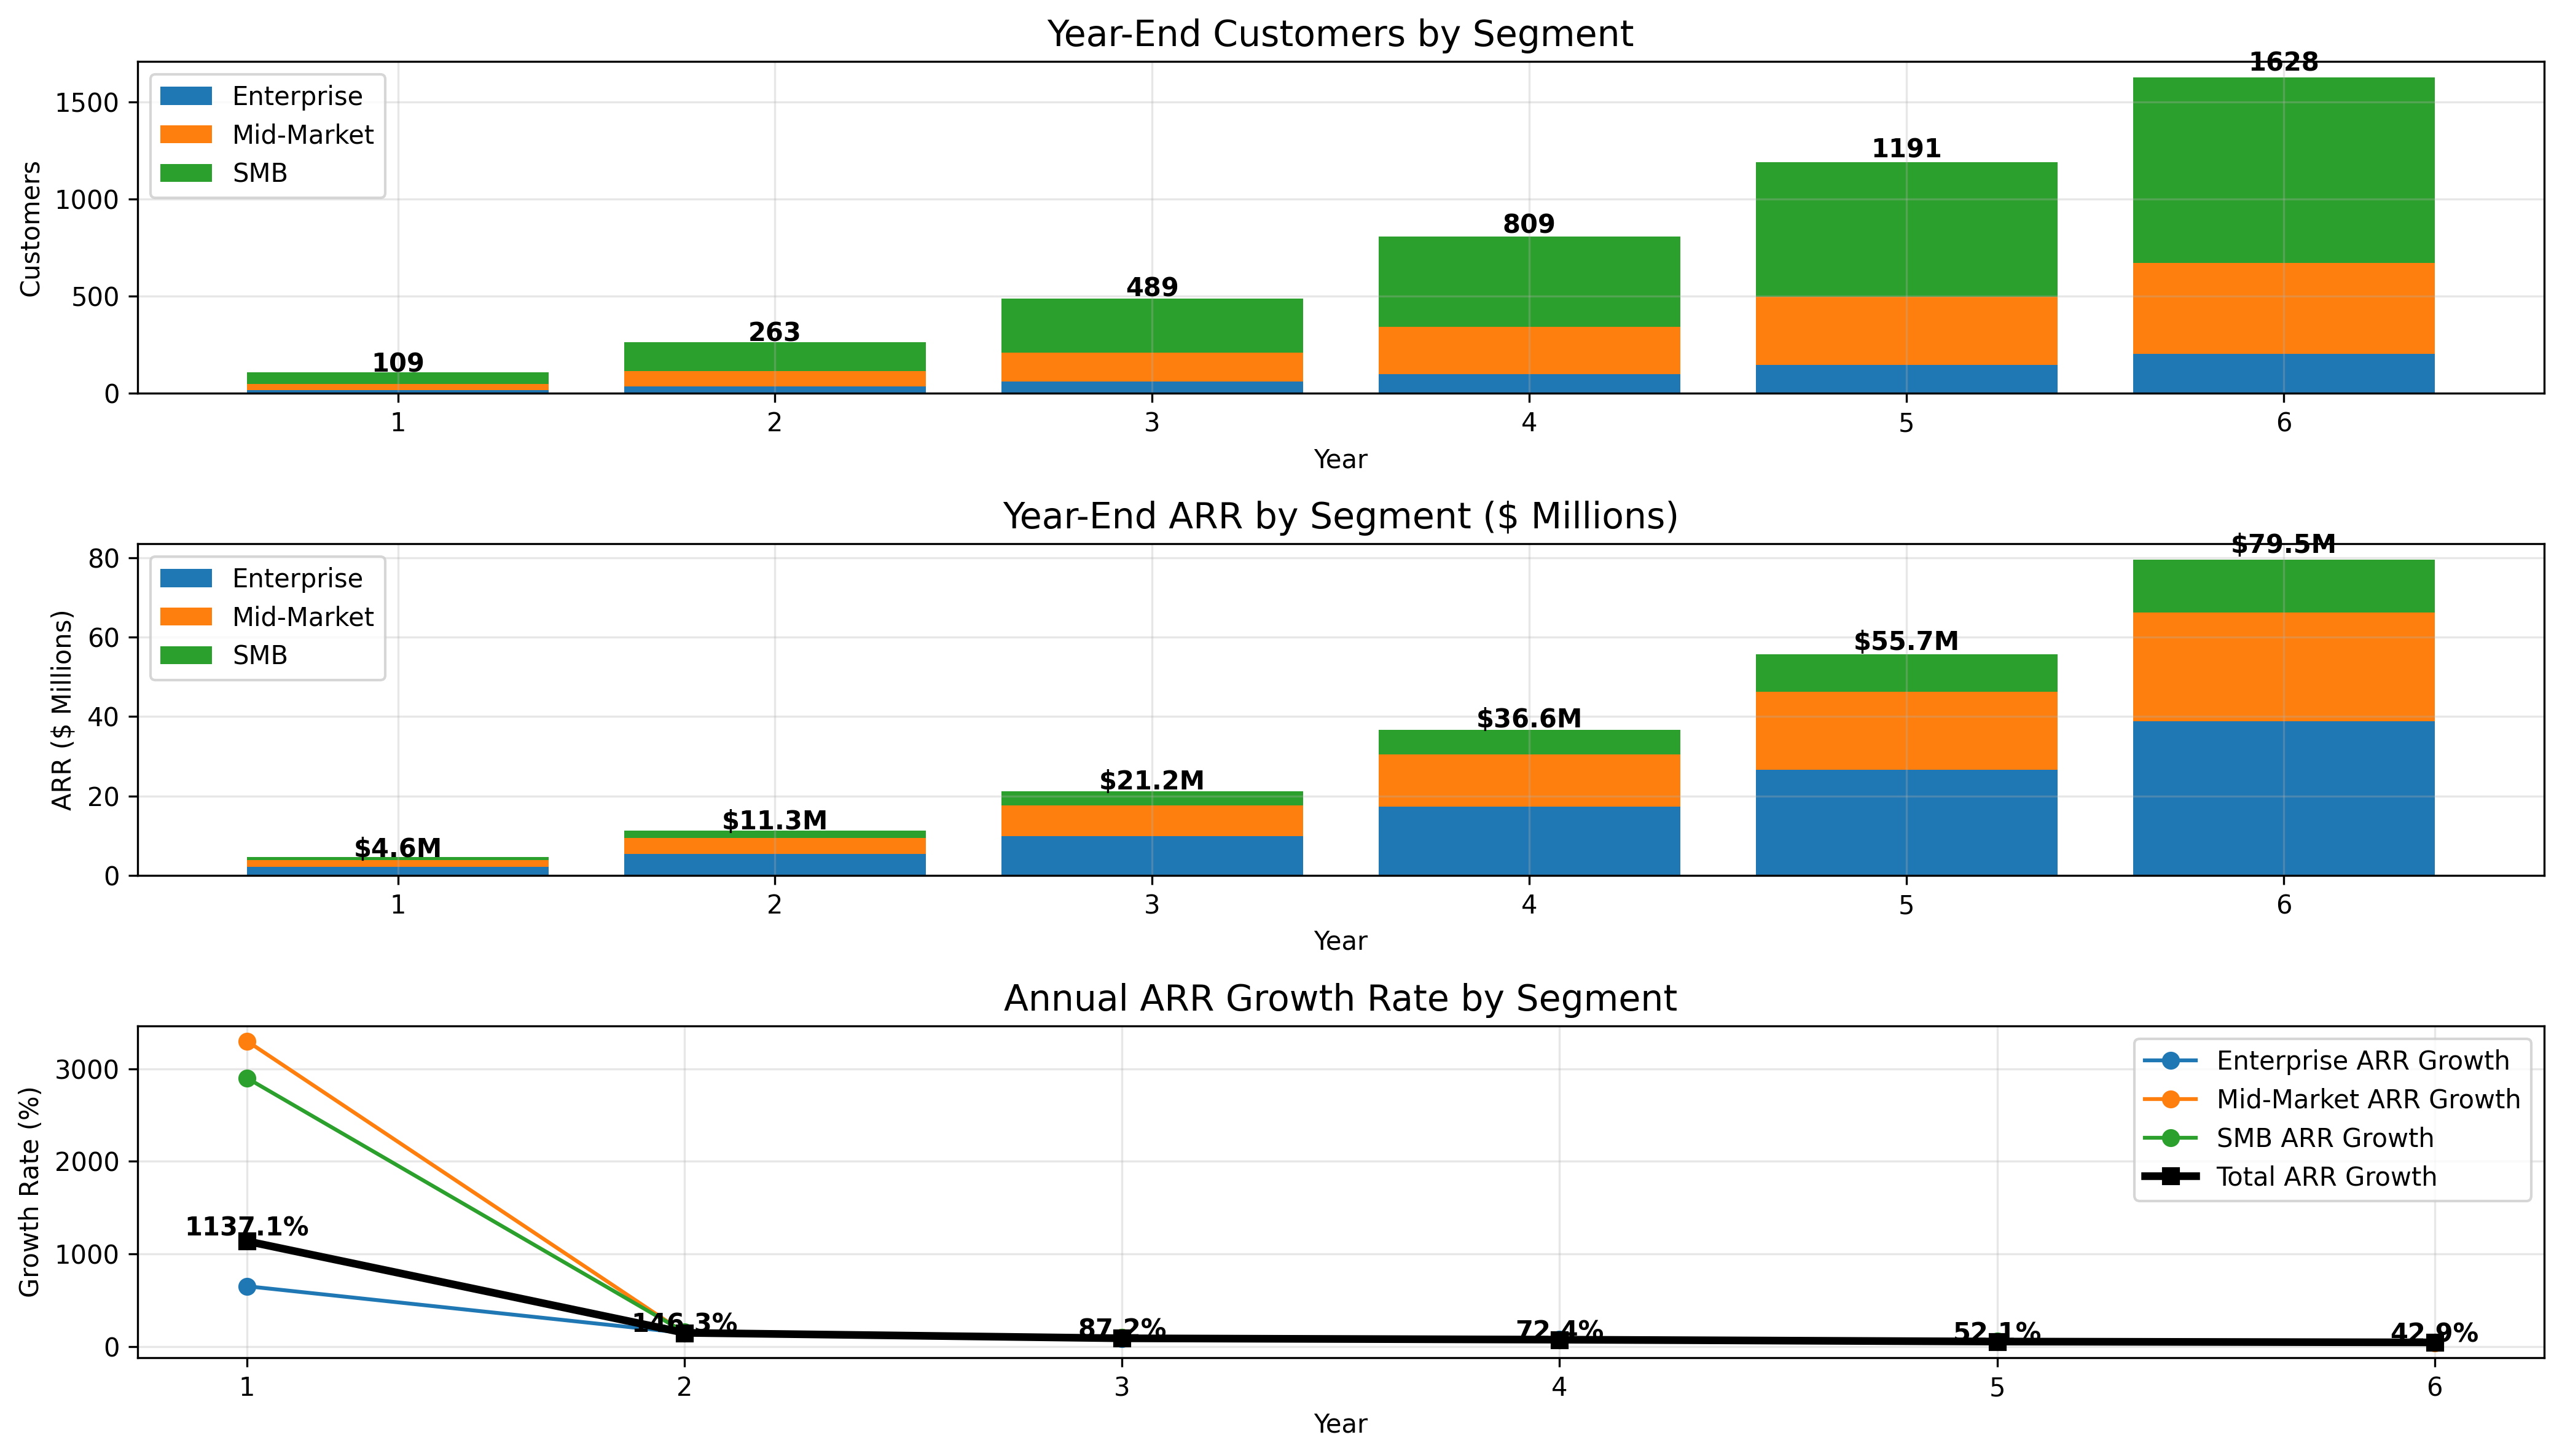 Year-End Customers by Segment
Customers
1500
1000
500
0
Enterprise
Mid-Market
SMB
109
263
489
809
1191
1628
1 2 3 4 5 6
Year
Year-End ARR by Segment ($ Millions)
ARR ($ Millions)
80
60
40
20
0
Enterprise
Mid-Market
SMB
$4.6M
$11.3M
$21.2M
$36.6M
$55.7M
$79.5M
1 2 3 4 5 6
Year
Annual ARR Growth Rate by Segment
Growth Rate (%)
3000
2000
1000
0
Enterprise ARR Growth
Mid-Market ARR Growth
SMB ARR Growth
Total ARR Growth
1137.1%
146.3%
87.2%
72.4%
52.1%
42.9%
1 2 3 4 5 6
Year